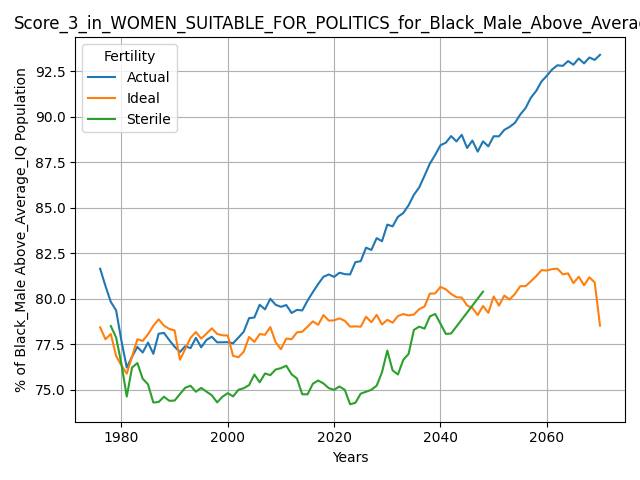 Score_3_in_WOMEN_SUITABLE_FOR_POLITICS_for_Black_Male_Above_Avera
Fertility
Actual
Ideal
Sterile
% of Black_Male Above_Average_IQ Population
92.5
90.0
87.5
85.0
82.5
80.0
77.5
75.0
1980
2000
2020
2040
2060
Years